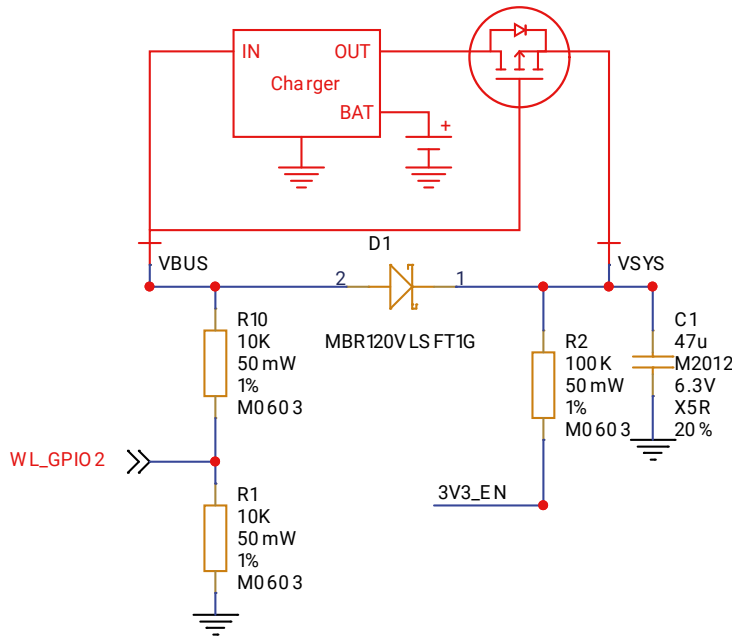 IN
OUT
Charger
BAT
+
VBUS
D1
VSYS
2
1
MBR120VLSFT1G
R10
10K
50mW
1%
M0603
R2
100K
50mW
1%
M0603
C1
47u
M2012
6.3V
X5R
20%
WL_GPIO2
3V3_EN
R1
10K
50mW
1%
M0603